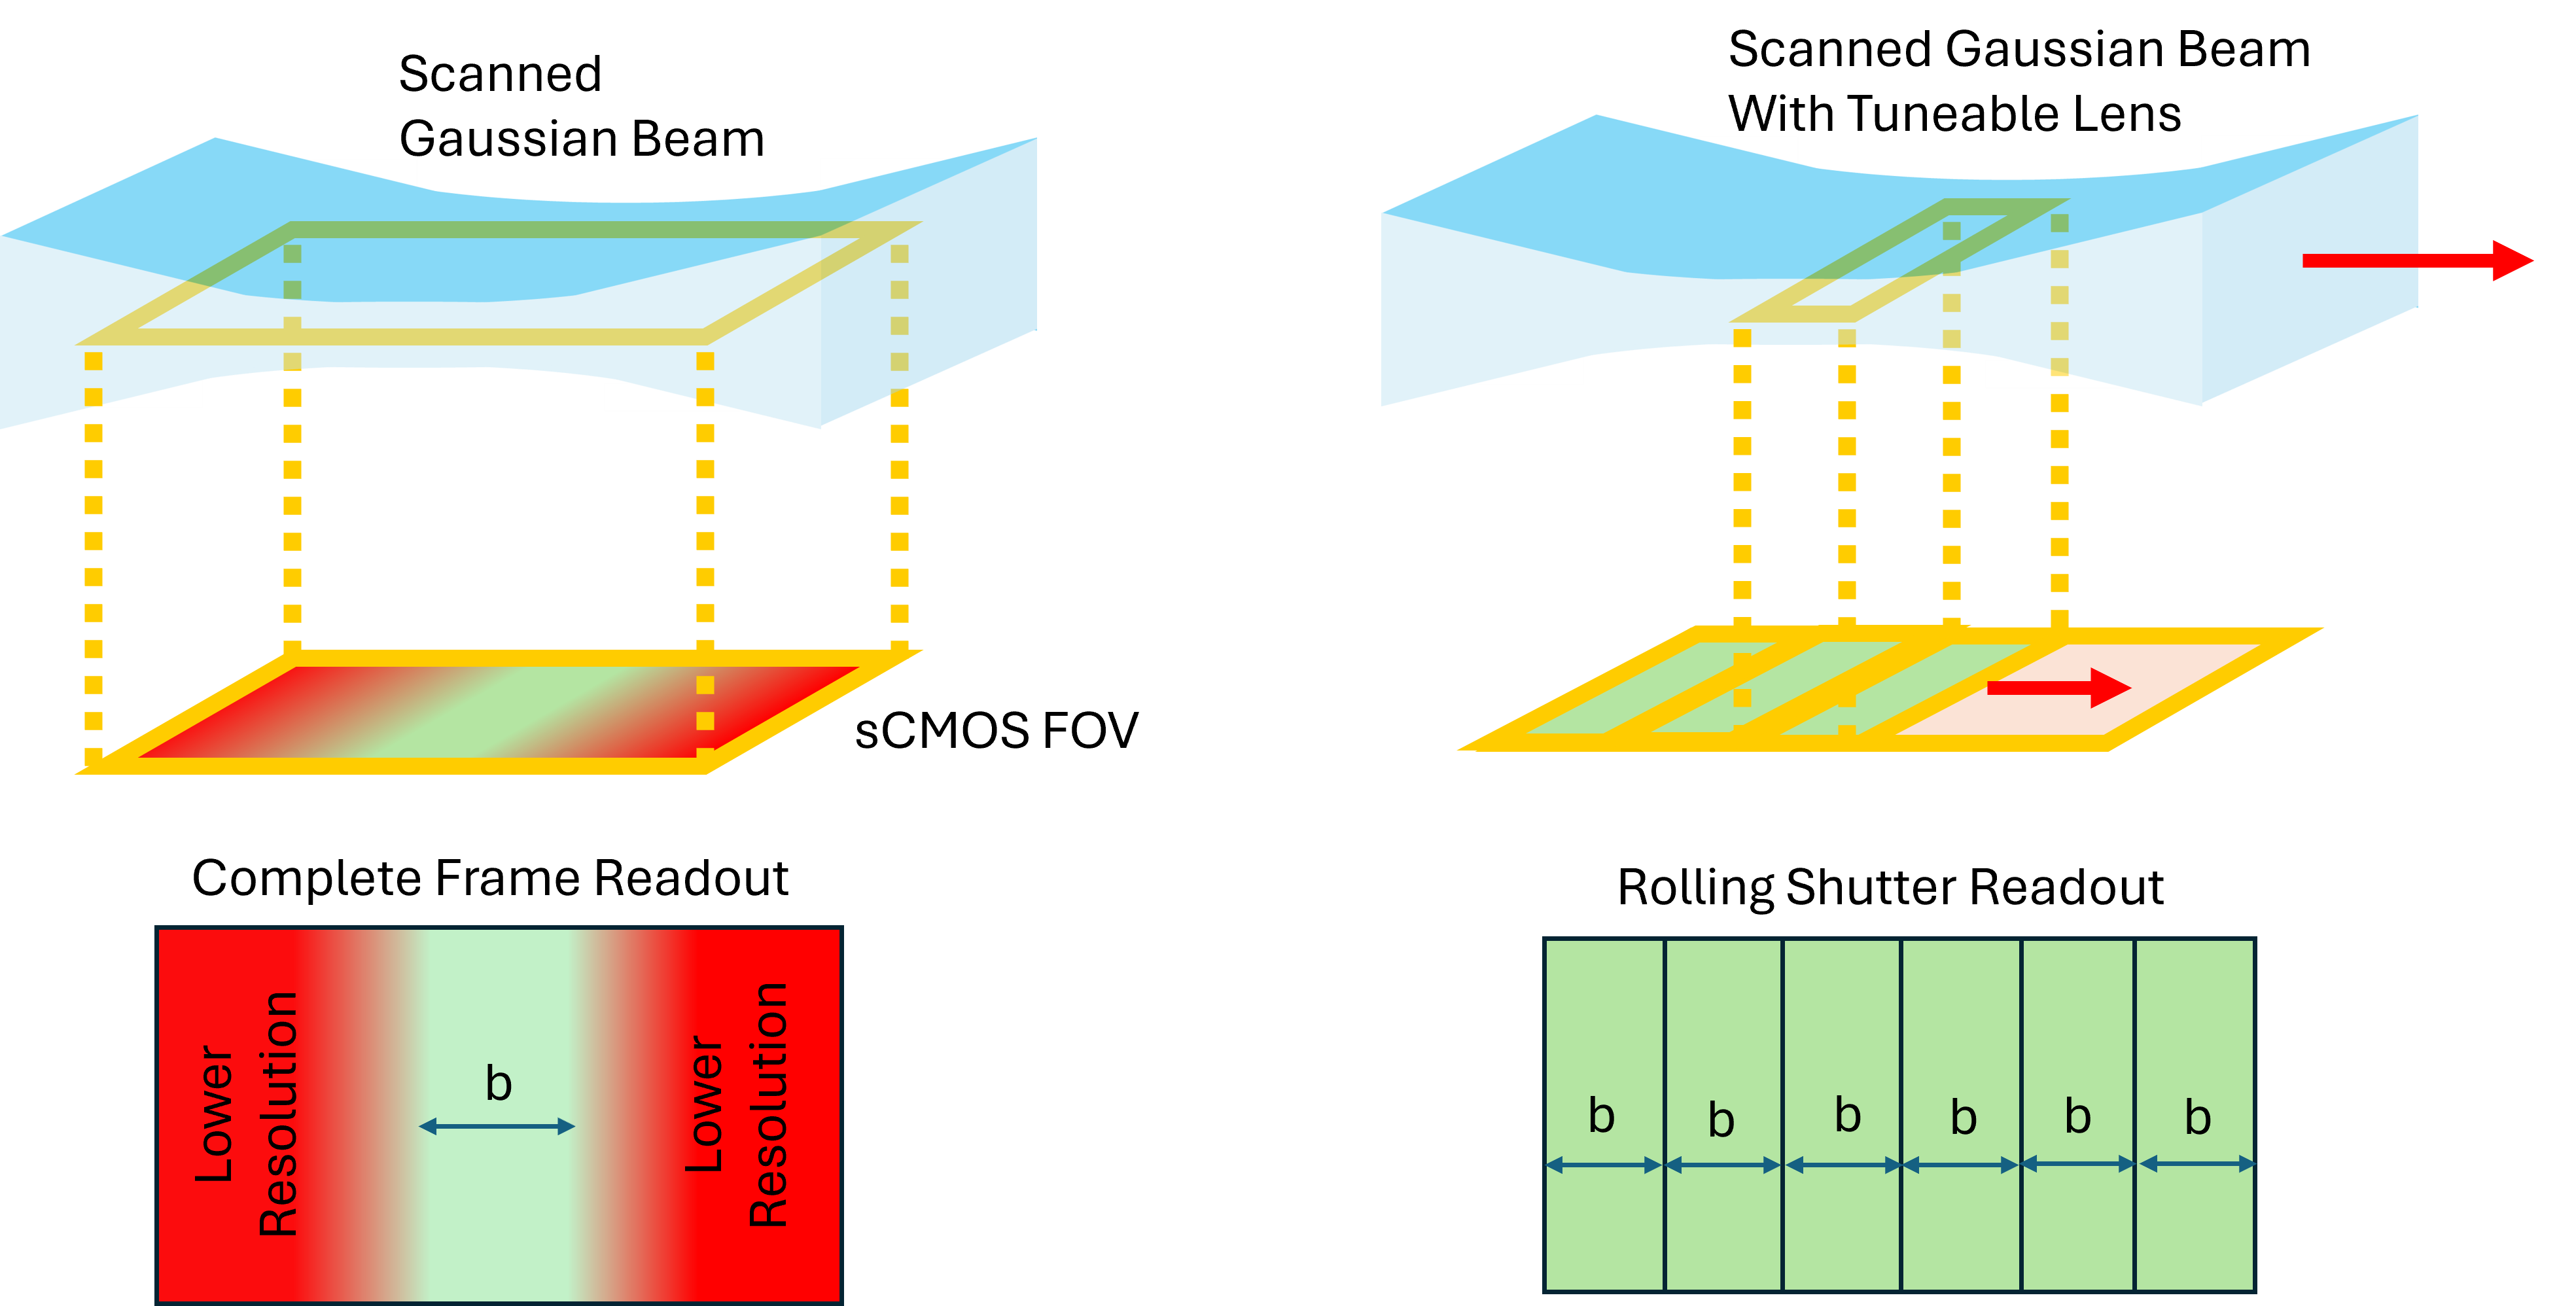 Scanned
Gaussian Beam
Scanned Gaussian Beam
With Tuneable Lens
sCMOS FOV
Complete Frame Readout
Rolling Shutter Readout
Lower
Resolution
b
Lower
Resolution
b
b
b
b
b
b